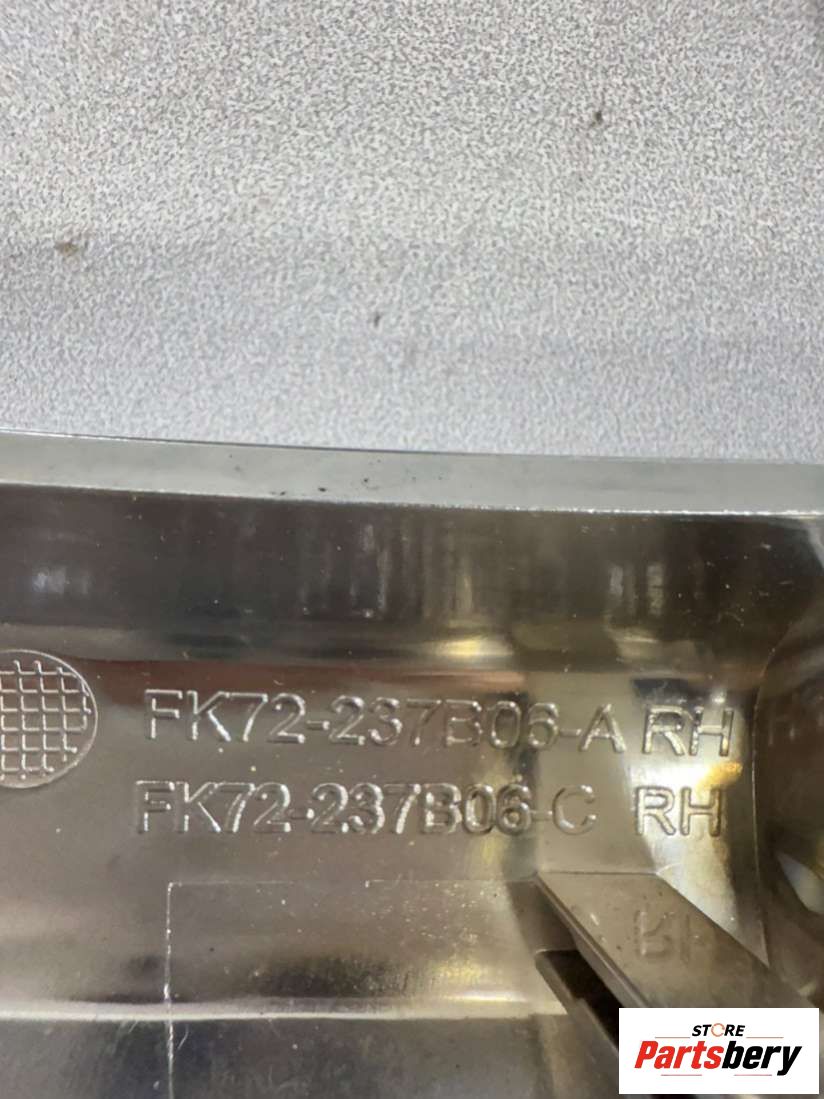 FK72-237B06-A RH
FK72-237B06-C RH
STORE
Partsbery